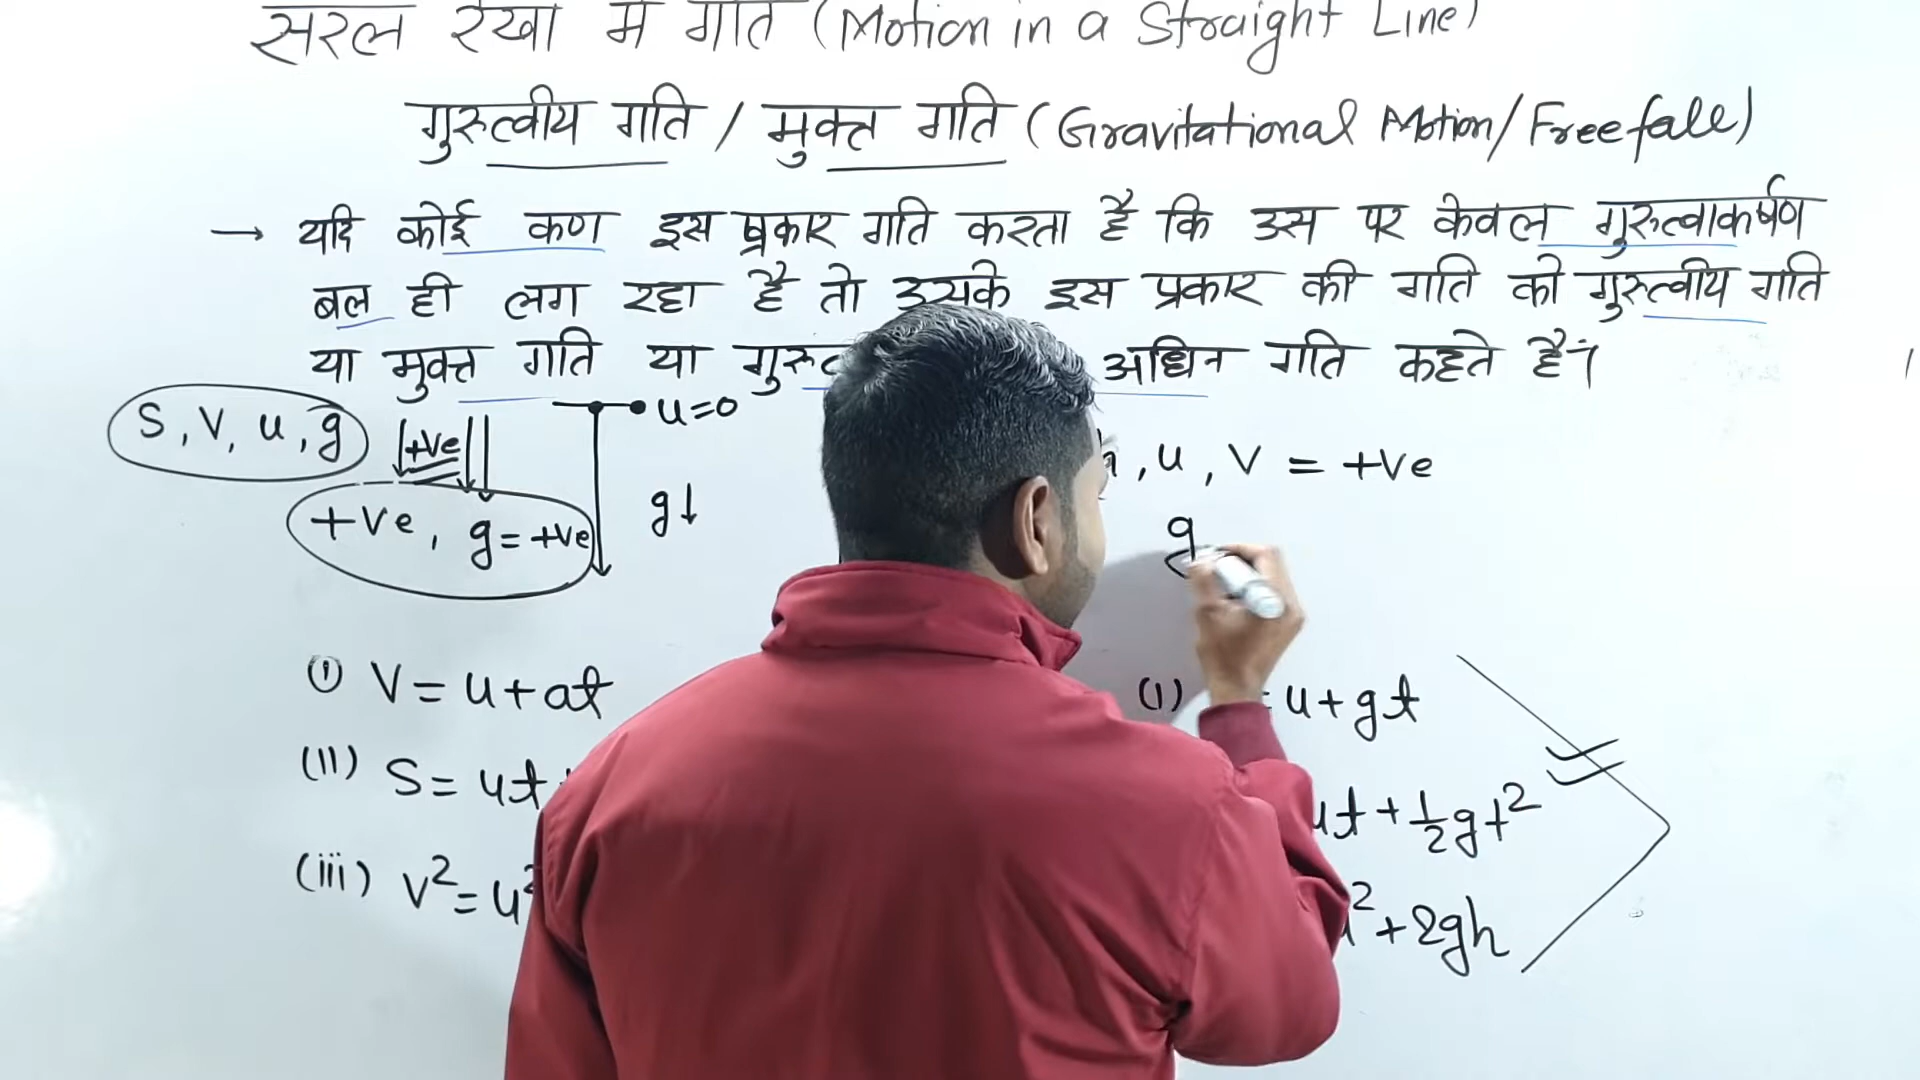 सरल रेखा में गति (Motion in a Straight Line)
गुरुत्वीय गति / मुक्त गति (Gravitational Motion/Freefall)
→ यदि कोई कण इस प्रकार गति करता है कि उस पर केवल गुरुत्वाकर्षण
बल ही लग रहा है तो उसके इस प्रकार की गति को गुरुत्वीय गति
या मुक्त गति या अधिन गति कहते हैं।
S, V, u, g
+ve
u=0
, u, v = +ve
+ve, g = +ve
g↓
g
(i) V = u + at
(1) = u + gt
(11) S = ut
ut + ½gt²
(iii) V² = u²
² + 2gh